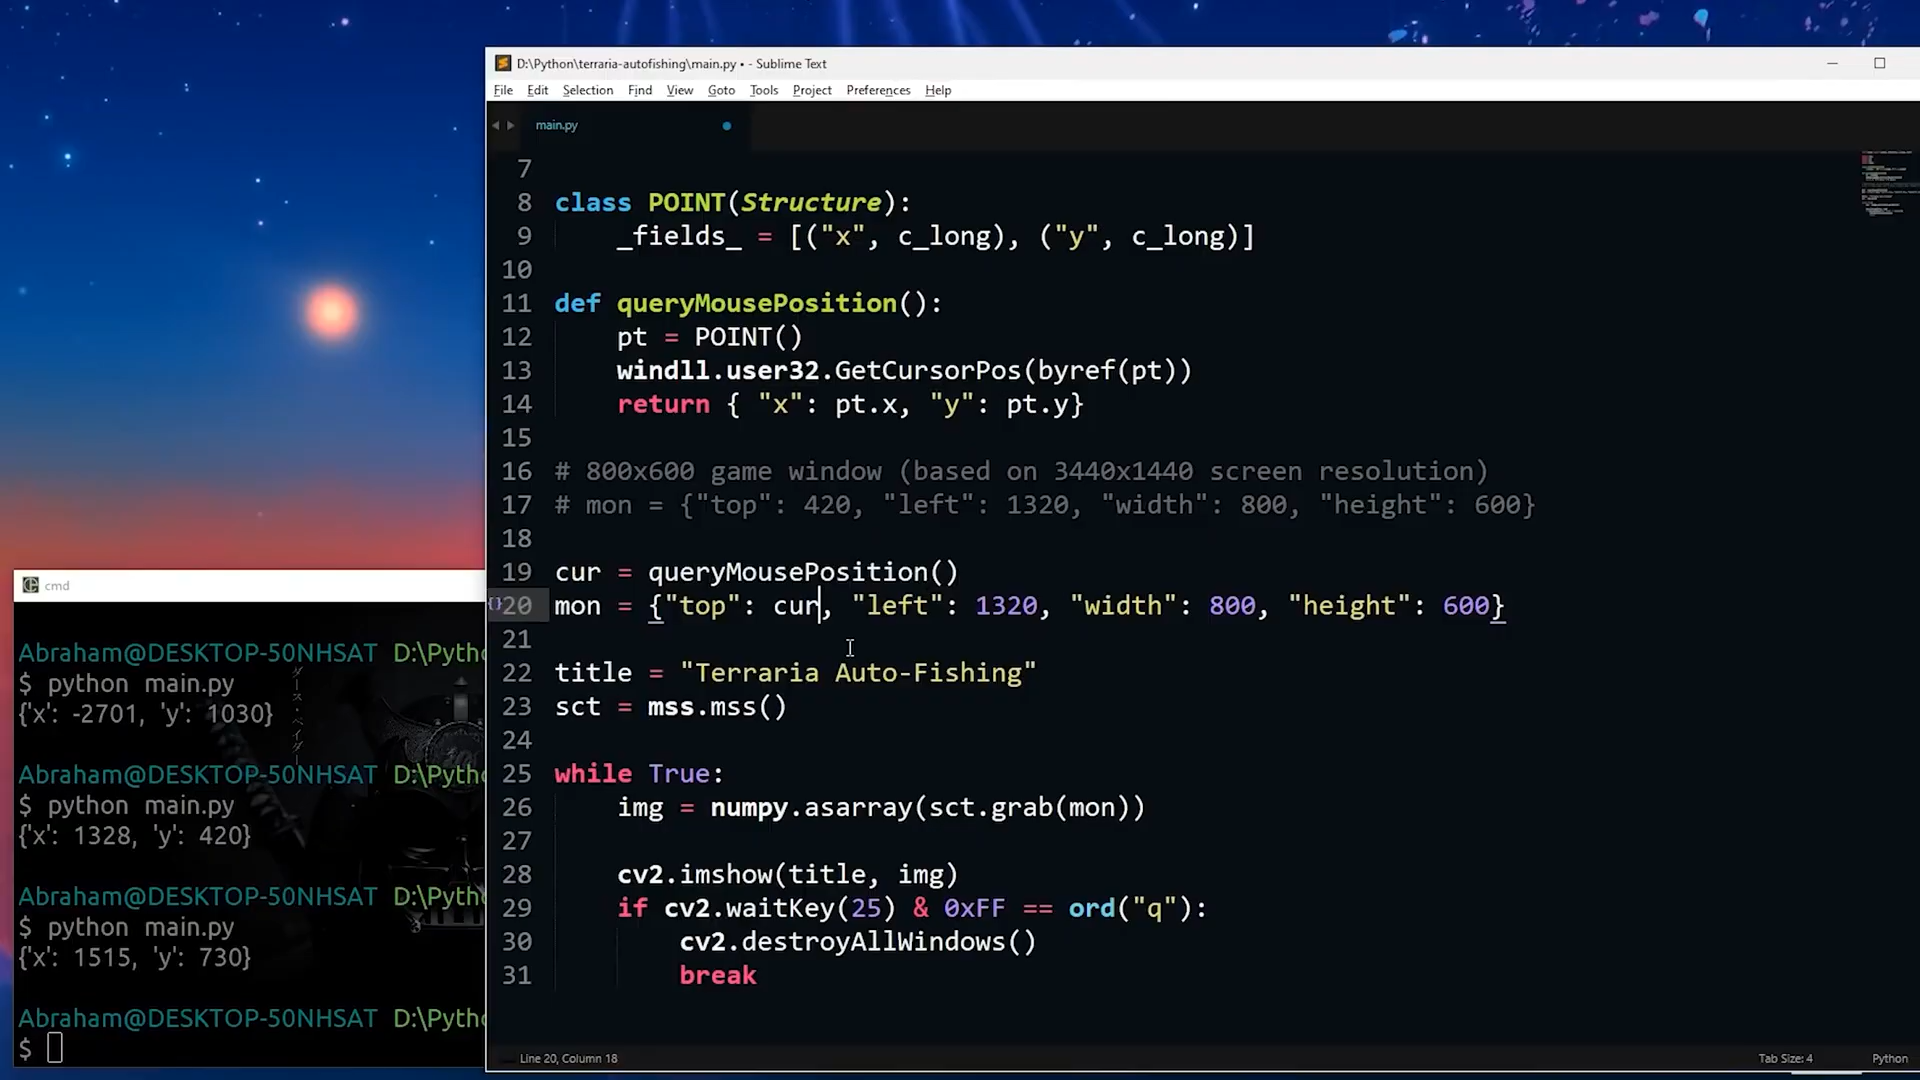 D:\Python\terraria-autofishing\main.py • - Sublime Text
File Edit Selection Find View Goto Tools Project Preferences Help
main.py
7
8 class POINT(Structure):
9 _fields_ = [("x", c_long), ("y", c_long)]
10
11 def queryMousePosition():
12 pt = POINT()
13 windll.user32.GetCursorPos(byref(pt))
14 return { "x": pt.x, "y": pt.y}
15
16 # 800x600 game window (based on 3440x1440 screen resolution)
17 # mon = {"top": 420, "left": 1320, "width": 800, "height": 600}
18
19 cur = queryMousePosition()
{}20 mon = {"top": cur, "left": 1320, "width": 800, "height": 600}
21
22 title = "Terraria Auto-Fishing"
23 sct = mss.mss()
24
25 while True:
26 img = numpy.asarray(sct.grab(mon))
27
28 cv2.imshow(title, img)
29 if cv2.waitKey(25) & 0xFF == ord("q"):
30 cv2.destroyAllWindows()
31 break
Line 20, Column 18
Tab Size: 4
Python
cmd
Abraham@DESKTOP-50NHSAT D:\Pyth
$ python main.py
{'x': -2701, 'y': 1030}
Abraham@DESKTOP-50NHSAT D:\Pyth
$ python main.py
{'x': 1328, 'y': 420}
Abraham@DESKTOP-50NHSAT D:\Pyth
$ python main.py
{'x': 1515, 'y': 730}
Abraham@DESKTOP-50NHSAT D:\Pyth
$
ダース・ベイダー